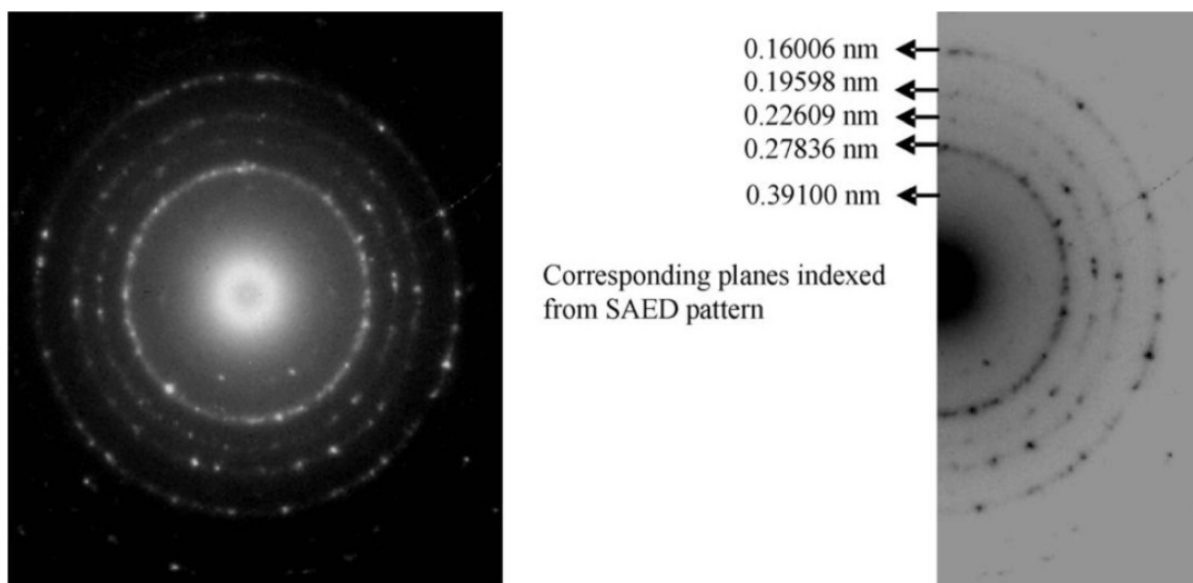 0.16006 nm
0.19598 nm
0.22609 nm
0.27836 nm
0.39100 nm
Corresponding planes indexed
from SAED pattern